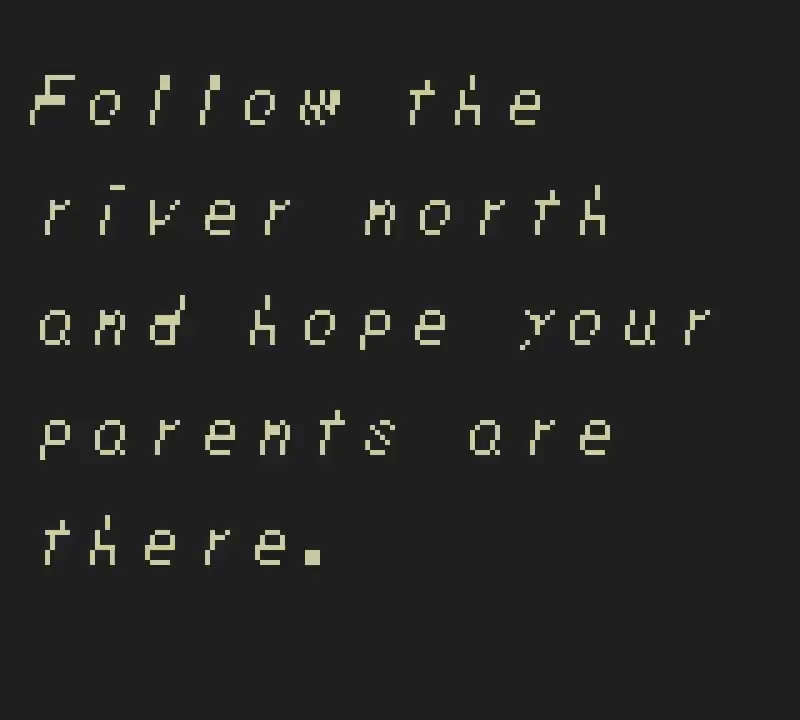 Follow the
river north
and hope your
parents are
there.